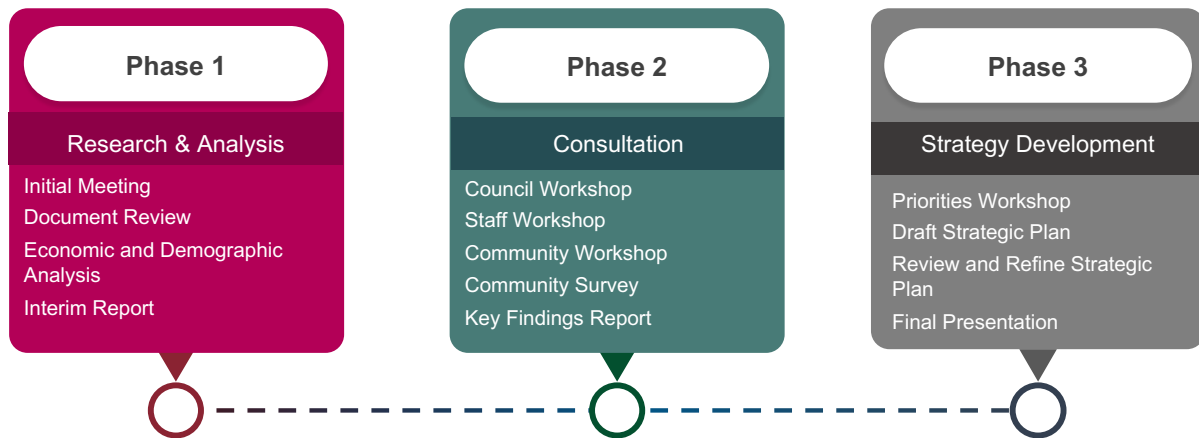 Phase 1
Research & Analysis
Initial Meeting
Document Review
Economic and Demographic
Analysis
Interim Report
Phase 2
Consultation
Council Workshop
Staff Workshop
Community Workshop
Community Survey
Key Findings Report
Phase 3
Strategy Development
Priorities Workshop
Draft Strategic Plan
Review and Refine Strategic
Plan
Final Presentation